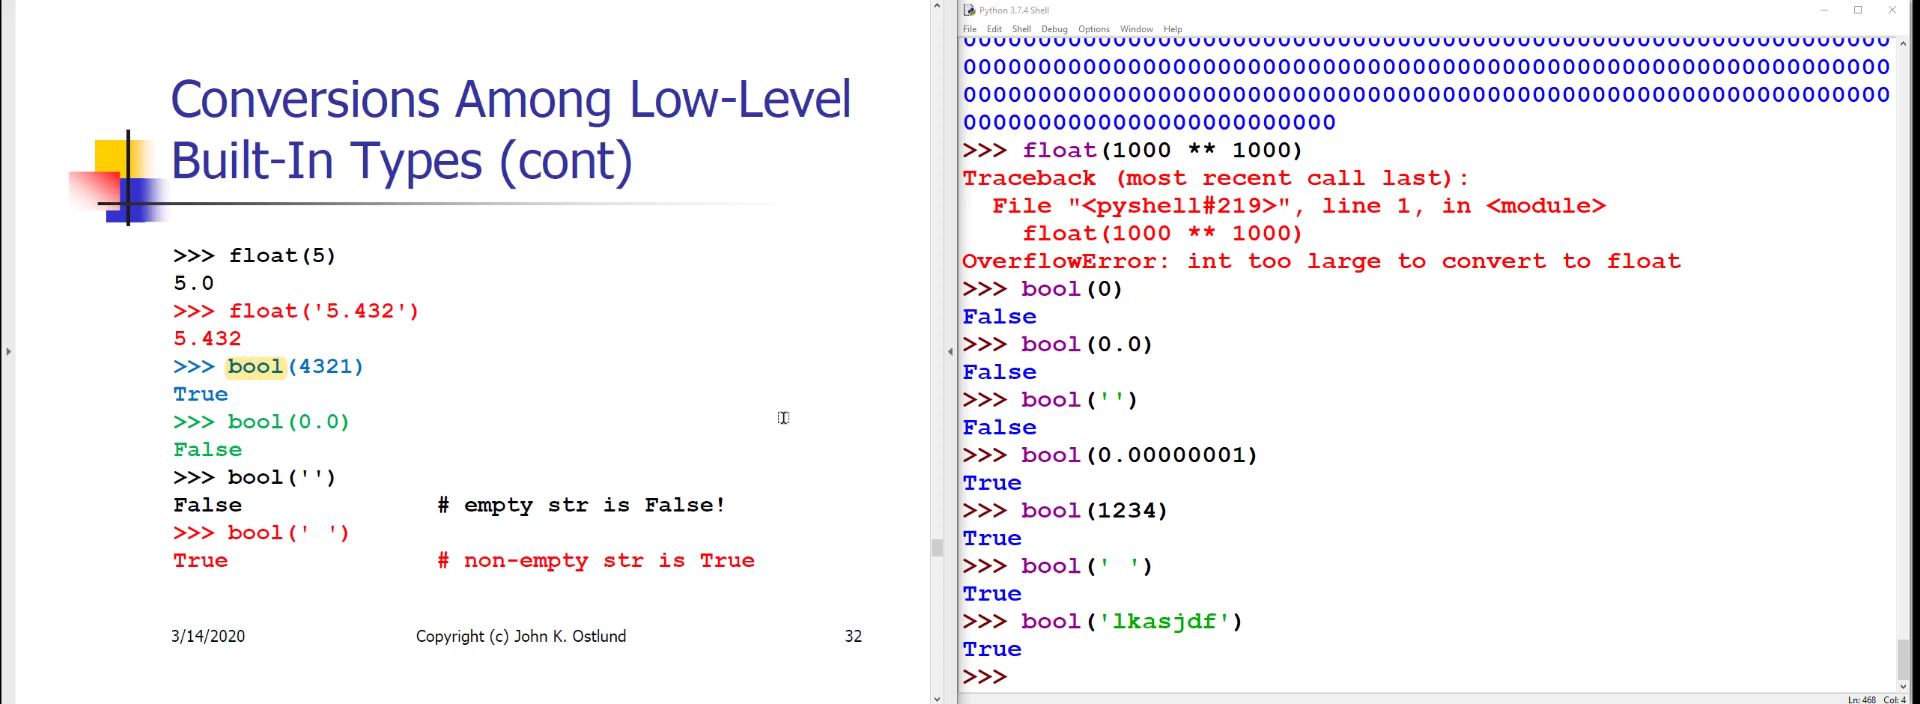 Conversions Among Low-Level
Built-In Types (cont)
>>> float(5)
5.0
>>> float('5.432')
5.432
>>> bool(4321)
True
>>> bool(0.0)
False
>>> bool('')
False # empty str is False!
>>> bool(' ')
True # non-empty str is True
3/14/2020 Copyright (c) John K. Ostlund 32
Python 3.7.4 Shell
File Edit Shell Debug Options Window Help
>>> float(1000 ** 1000)
Traceback (most recent call last):
File "<pyshell#219>", line 1, in <module>
float(1000 ** 1000)
OverflowError: int too large to convert to float
>>> bool(0)
False
>>> bool(0.0)
False
>>> bool('')
False
>>> bool(0.00000001)
True
>>> bool(1234)
True
>>> bool(' ')
True
>>> bool('lkasjdf')
True
>>>
Ln: 468 Col: 4